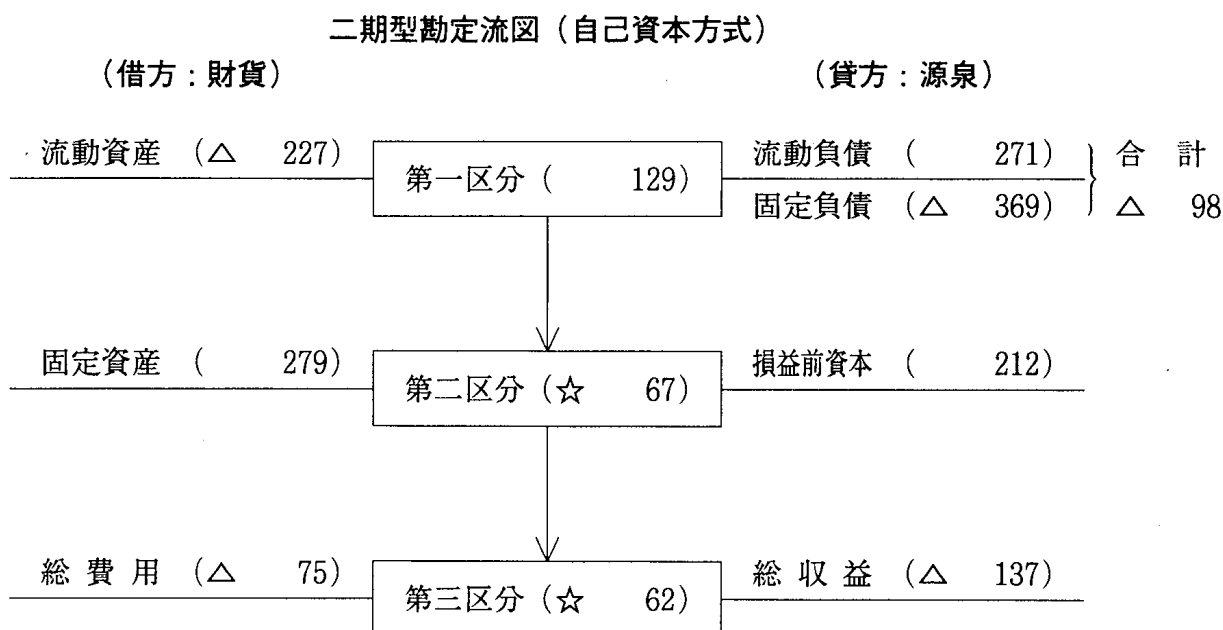 二期型勘定流図（自己資本方式）
（借方：財貨） （貸方：源泉）
流動資産 （△ 227） 第一区分（ 129） 流動負債 （ 271） 合 計
固定負債 （△ 369） △ 98
固定資産 （ 279） 第二区分（☆ 67） 損益前資本 （ 212）
総費用 （△ 75） 第三区分（☆ 62） 総収益 （△ 137）